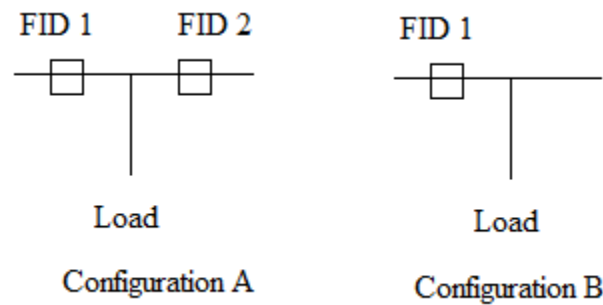 FID 1 FID 2
Load
Configuration A
FID 1
Load
Configuration B